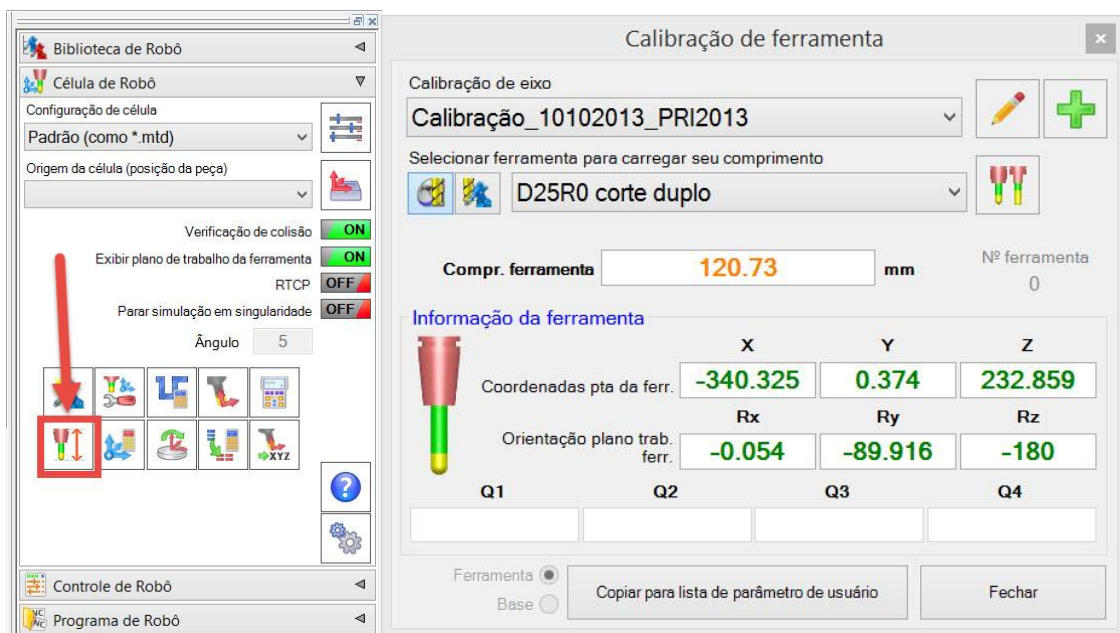 Biblioteca de Robô
Célula de Robô
Configuração de célula
Padrão (como *.mtd)
Origem da célula (posição da peça)
Verificação de colisão ON
Exibir plano de trabalho da ferramenta ON
RTCP OFF
Parar simulação em singularidade OFF
Ângulo 5
XYZ
?
Controle de Robô
NC
NC
Programa de Robô
Calibração de ferramenta
Calibração de eixo
Calibração_10102013_PRI2013
Selecionar ferramenta para carregar seu comprimento
D25R0 corte duplo
Compr. ferramenta 120.73 mm
Nº ferramenta
0
Informação da ferramenta
X Y Z
Coordenadas pta da ferr. -340.325 0.374 232.859
Rx Ry Rz
Orientação plano trab.
ferr.
-0.054 -89.916 -180
Q1 Q2 Q3 Q4
Ferramenta
Base
Copiar para lista de parâmetro de usuário
Fechar